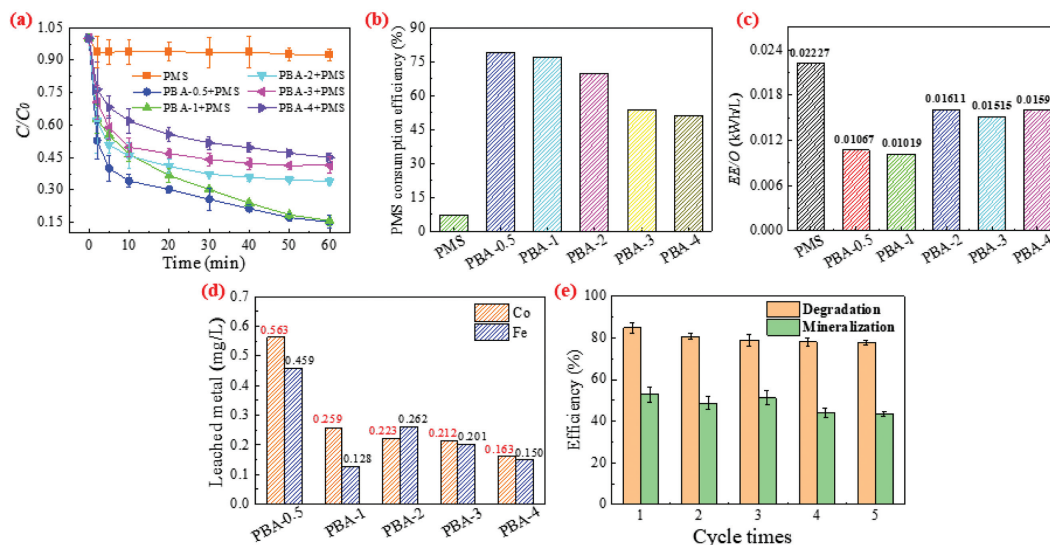 (a)
1.05
0.90
0.75
0.60
0.45
0.30
0.15
C/C0
0 10 20 30 40 50 60
Time (min)
PMS
PBA-0.5+PMS
PBA-1+PMS
PBA-2+PMS
PBA-3+PMS
PBA-4+PMS
(b)
90
75
60
45
30
15
0
PMS consumption efficiency (%)
PMS PBA-0.5 PBA-1 PBA-2 PBA-3 PBA-4
(c)
0.024
0.018
0.012
0.006
0.000
EE/O (kWh/L)
0.02227
0.01067
0.01019
0.01611
0.01515
0.0159
PMS PBA-0.5 PBA-1 PBA-2 PBA-3 PBA-4
(d)
0.7
0.6
0.5
0.4
0.3
0.2
0.1
0.0
Leached metal (mg/L)
Co
Fe
0.563
0.459
0.259
0.128
0.223
0.262
0.212
0.201
0.163
0.150
PBA-0.5 PBA-1 PBA-2 PBA-3 PBA-4
(e)
100
80
60
40
20
0
Efficiency (%)
Degradation
Mineralization
1 2 3 4 5
Cycle times